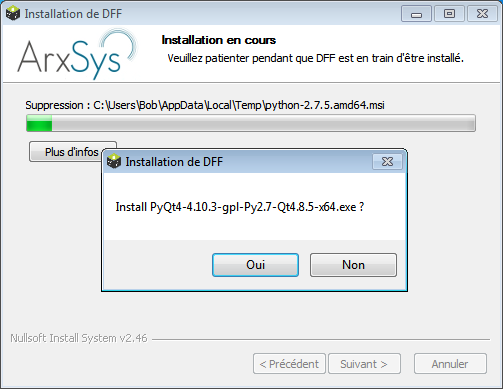 Installation de DFF
ArxSys
Installation en cours
Veuillez patienter pendant que DFF est en train d'être installé.
Suppression : C:\Users\Bob\AppData\Local\Temp\python-2.7.5.amd64.msi
Plus d'infos
Installation de DFF
Install PyQt4-4.10.3-gpl-Py2.7-Qt4.8.5-x64.exe ?
Oui Non
Nullsoft Install System v2.46
< Précédent Suivant > Annuler